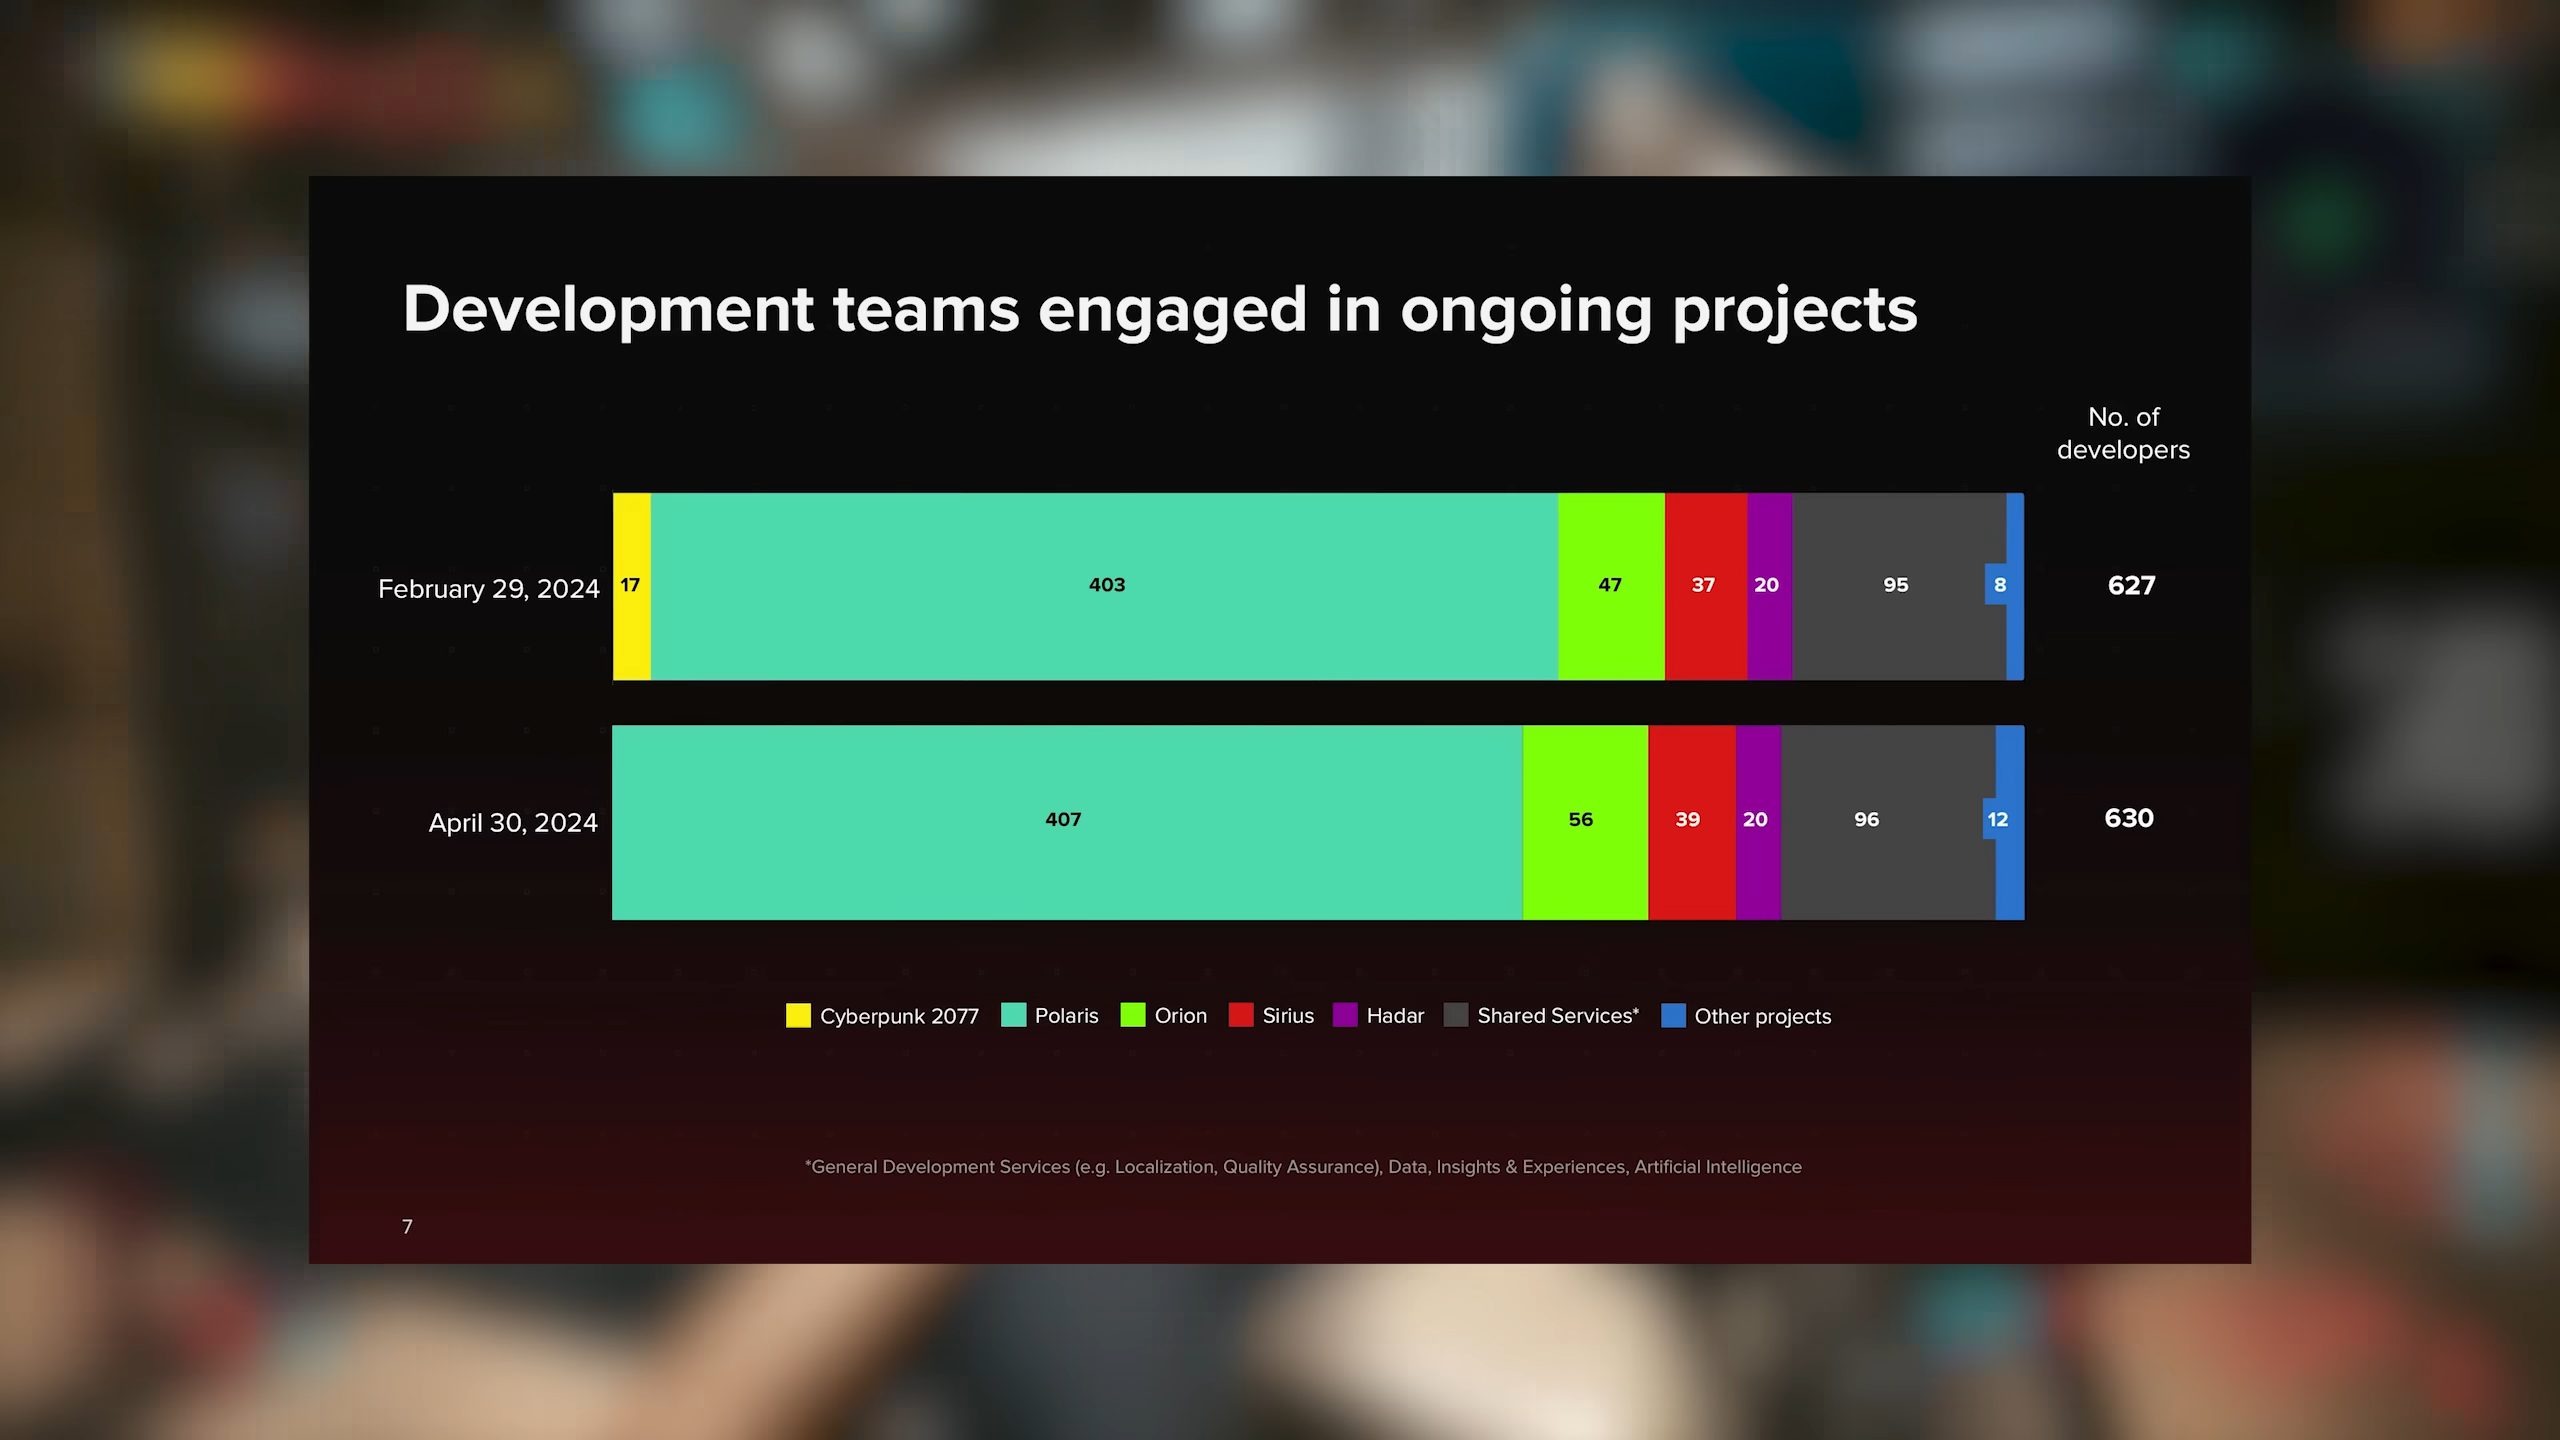 Development teams engaged in ongoing projects
No. of
developers
February 29, 2024 17 403 47 37 20 95 8 627
April 30, 2024 407 56 39 20 96 12 630
Cyberpunk 2077 Polaris Orion Sirius Hadar Shared Services* Other projects
*General Development Services (e.g. Localization, Quality Assurance), Data, Insights & Experiences, Artificial Intelligence
7